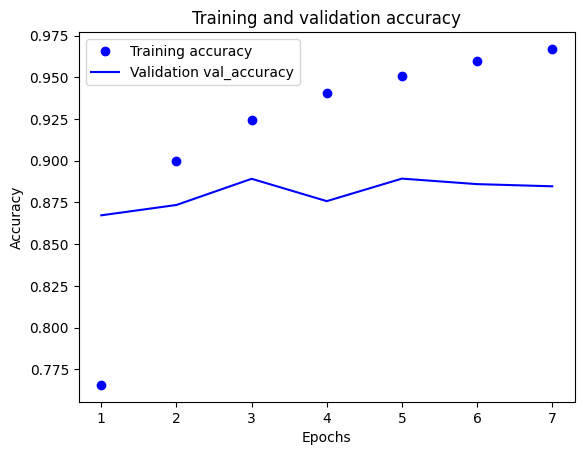 Training and validation accuracy
Training accuracy
Validation val_accuracy
0.975
0.950
0.925
0.900
0.875
0.850
0.825
0.800
0.775
Accuracy
1 2 3 4 5 6 7
Epochs